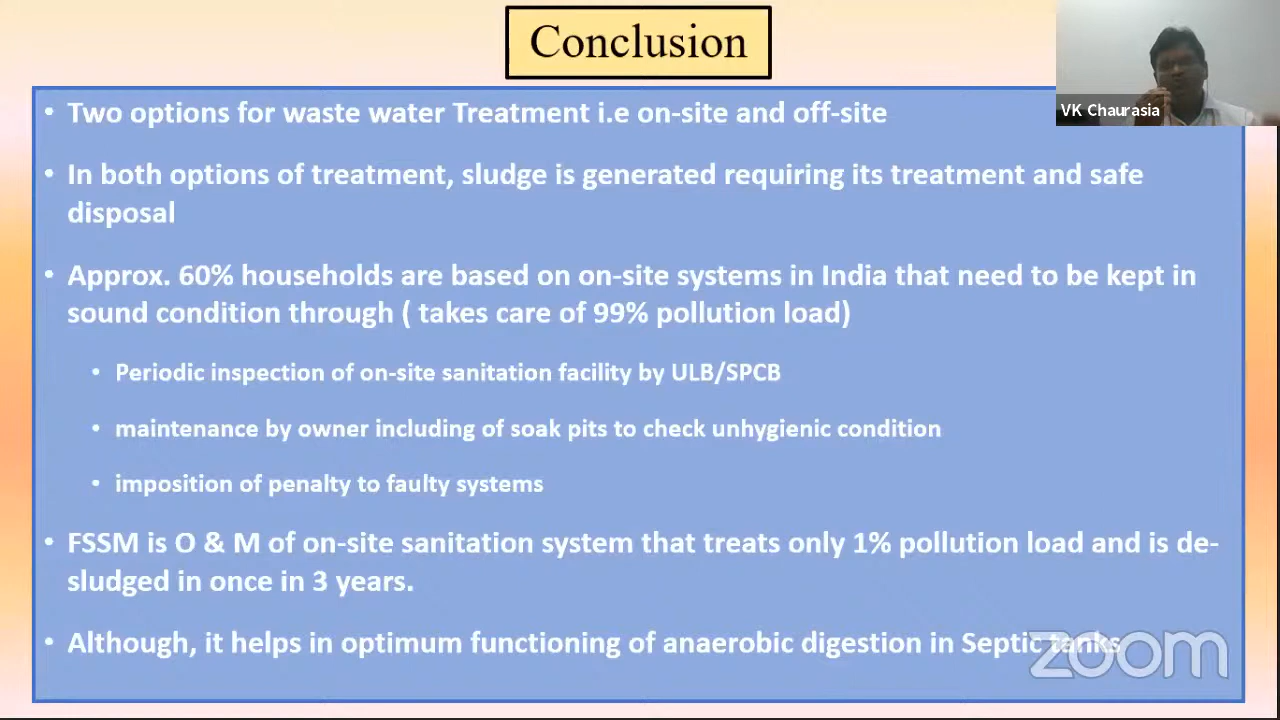 Conclusion
VK Chaurasia
• Two options for waste water Treatment i.e on-site and off-site
• In both options of treatment, sludge is generated requiring its treatment and safe
disposal
• Approx. 60% households are based on on-site systems in India that need to be kept in
sound condition through ( takes care of 99% pollution load)
• Periodic inspection of on-site sanitation facility by ULB/SPCB
• maintenance by owner including of soak pits to check unhygienic condition
• imposition of penalty to faulty systems
• FSSM is O & M of on-site sanitation system that treats only 1% pollution load and is de-
sludged in once in 3 years.
• Although, it helps in optimum functioning of anaerobic digestion in Septic tanks
zoom